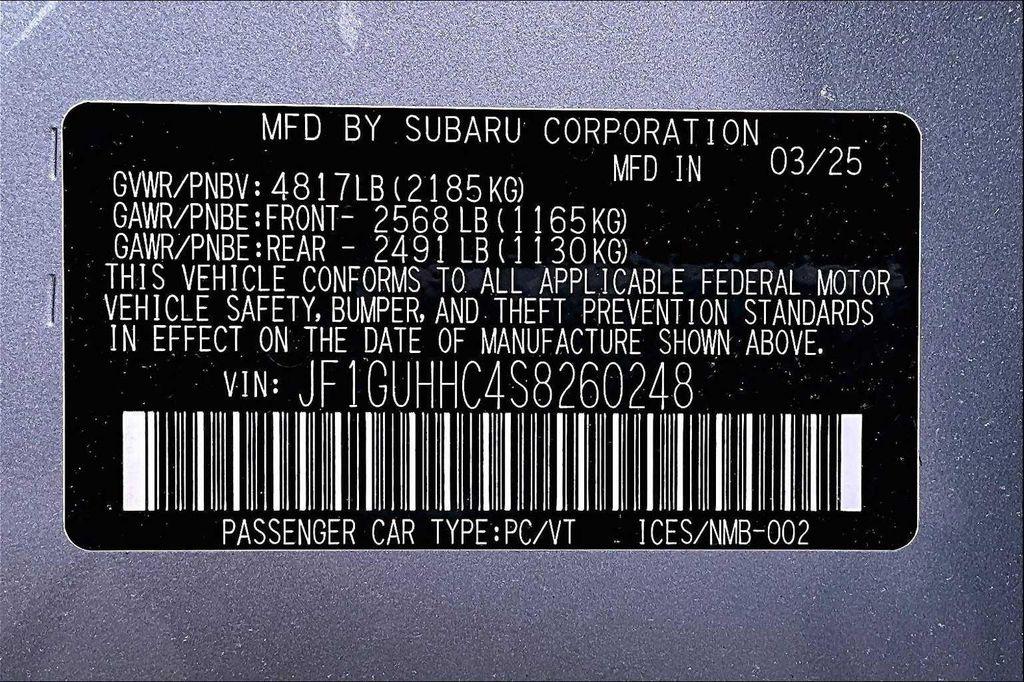 MFD BY SUBARU CORPORATION
MFD IN 03/25
GVWR/PNBV: 4817LB(2185KG)
GAWR/PNBE:FRONT- 2568 LB(1165KG)
GAWR/PNBE:REAR - 2491 LB(1130KG)
THIS VEHICLE CONFORMS TO ALL APPLICABLE FEDERAL MOTOR
VEHICLE SAFETY, BUMPER, AND THEFT PREVENTION STANDARDS
IN EFFECT ON THE DATE OF MANUFACTURE SHOWN ABOVE.
VIN: JF1GUHHC4S8260248
PASSENGER CAR TYPE:PC/VT ICES/NMB-002